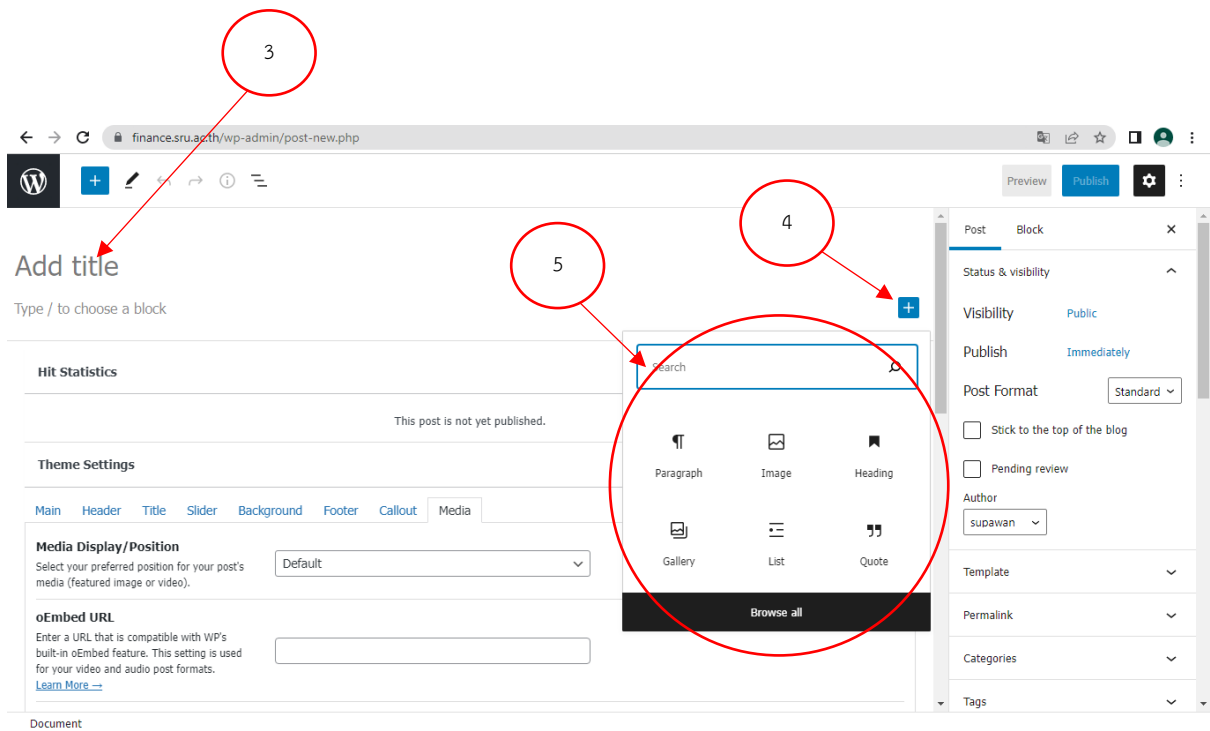 3
finance.sru.ac.th/wp-admin/post-new.php
Preview
Publish
4
5
Add title
Type / to choose a block
Hit Statistics
This post is not yet published.
Theme Settings
Main Header Title Slider Background Footer Callout Media
Media Display/Position
Select your preferred position for your post's
media (featured image or video).
Default
oEmbed URL
Enter a URL that is compatible with WP's
built-in oEmbed feature. This setting is used
for your video and audio post formats.
Learn More →
Document
Search
Paragraph Image Heading
Gallery List Quote
Browse all
Post Block
Status & visibility
Visibility Public
Publish Immediately
Post Format Standard
Stick to the top of the blog
Pending review
Author
supawan
Template
Permalink
Categories
Tags